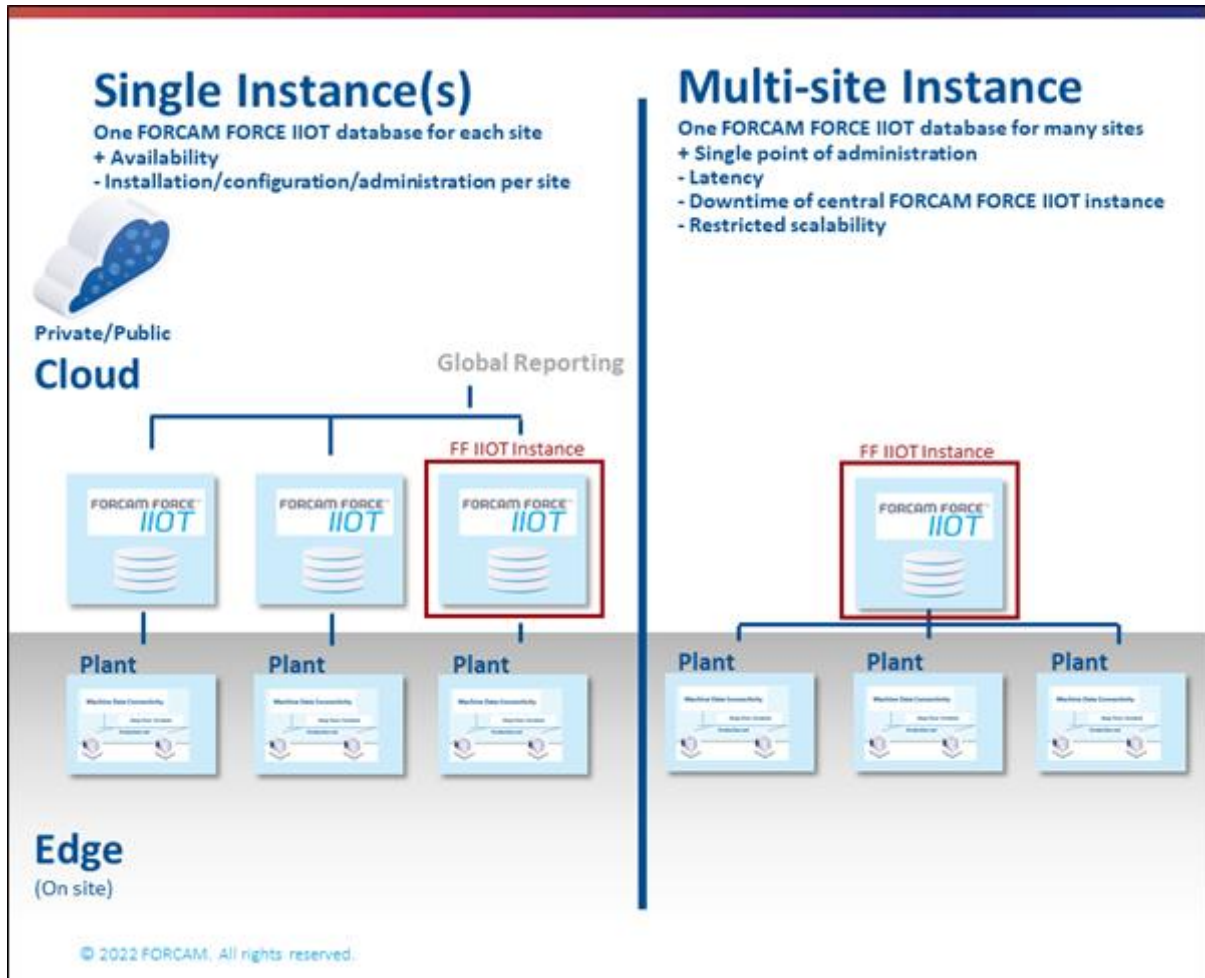 Single Instance(s)
One FORCAM FORCE IIOT database for each site
+ Availability
- Installation/configuration/administration per site
Private/Public
Cloud
Global Reporting
FF IIOT Instance
FORCAM FORCE™
IIOT
FORCAM FORCE™
IIOT
FORCAM FORCE™
IIOT
Plant
Machine Data Connectivity
Plant
Machine Data Connectivity
Plant
Machine Data Connectivity
Edge
(On site)
Multi-site Instance
One FORCAM FORCE IIOT database for many sites
+ Single point of administration
- Latency
- Downtime of central FORCAM FORCE IIOT instance
- Restricted scalability
FF IIOT Instance
FORCAM FORCE™
IIOT
Plant
Machine Data Connectivity
Plant
Machine Data Connectivity
Plant
Machine Data Connectivity
© 2022 FORCAM. All rights reserved.